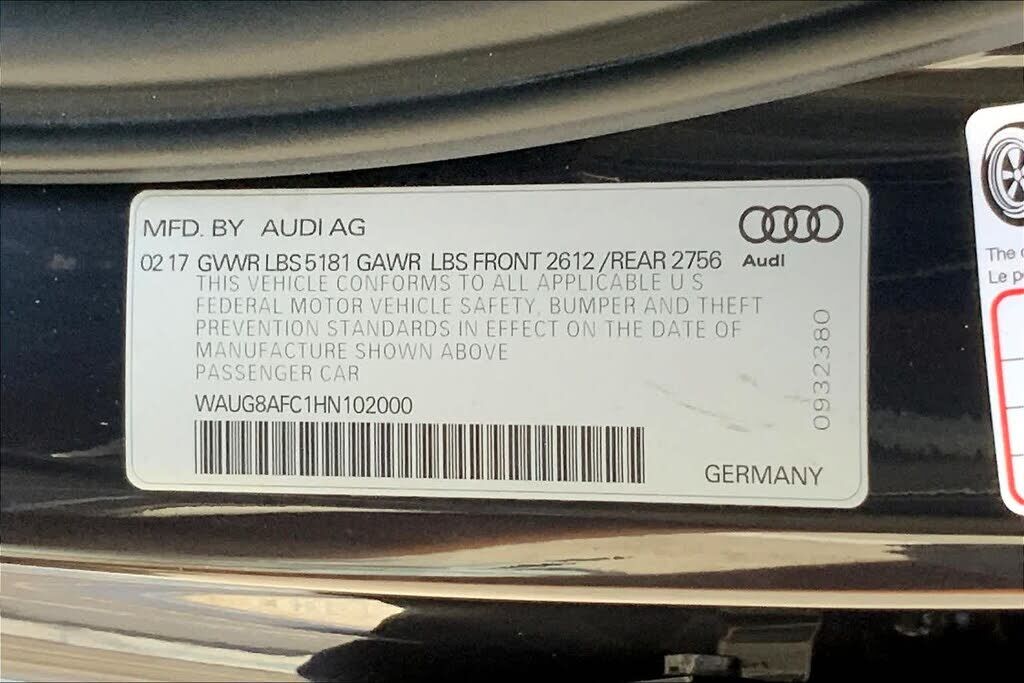 MFD. BY AUDI AG
02 17 GVWR LBS 5181 GAWR LBS FRONT 2612 /REAR 2756
Audi
THIS VEHICLE CONFORMS TO ALL APPLICABLE U S
FEDERAL MOTOR VEHICLE SAFETY, BUMPER AND THEFT
PREVENTION STANDARDS IN EFFECT ON THE DATE OF
MANUFACTURE SHOWN ABOVE
PASSENGER CAR
WAUG8AFC1HN102000
0932380
GERMANY
The
Le